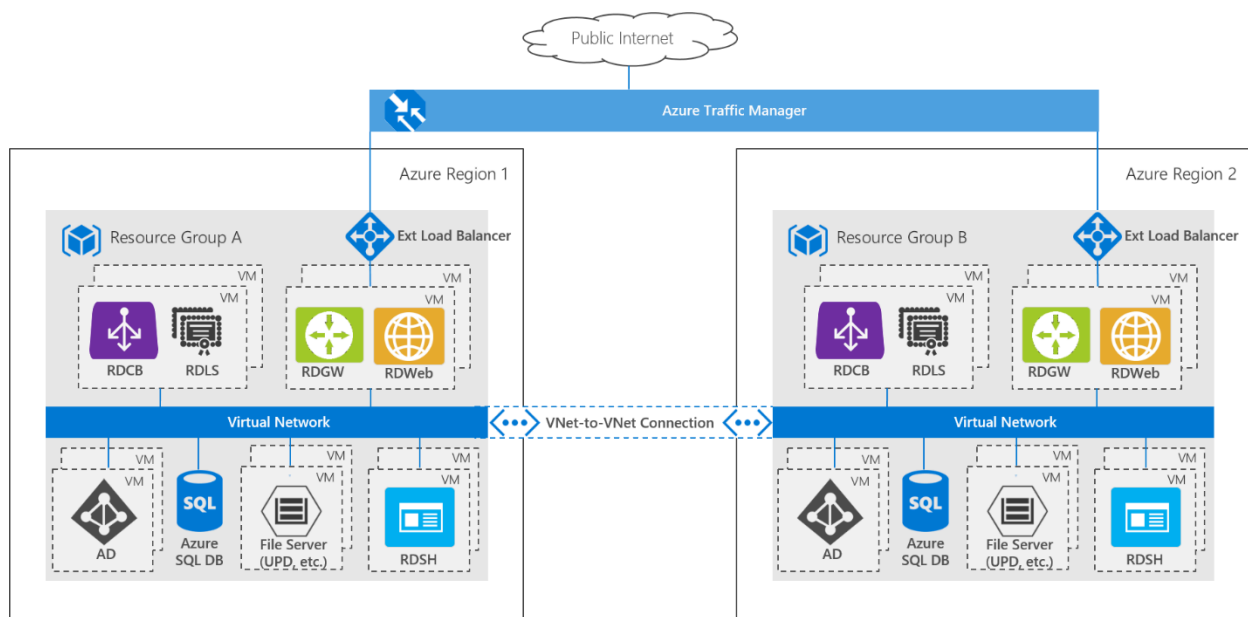 Public Internet
Azure Traffic Manager
Azure Region 1
Resource Group A
Ext Load Balancer
VM
VM
RDCB
RDLS
VM
VM
RDGW
RDWeb
Virtual Network
VM
VM
AD
SQL
Azure
SQL DB
VM
VM
File Server
(UPD, etc.)
VM
VM
RDSH
VNet-to-VNet Connection
Azure Region 2
Resource Group B
Ext Load Balancer
VM
VM
RDCB
RDLS
VM
VM
RDGW
RDWeb
Virtual Network
VM
VM
AD
SQL
Azure
SQL DB
VM
VM
File Server
(UPD, etc.)
VM
VM
RDSH